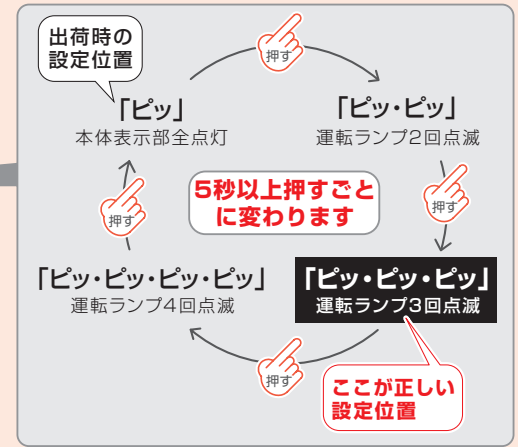 出荷時の
設定位置
押す
「ピッ」
本体表示部全点灯
「ピッ・ピッ」
運転ランプ2回点滅
押す
5秒以上押すごと
に変わります
押す
「ピッ・ピッ・ピッ・ピッ」
運転ランプ4回点滅
「ピッ・ピッ・ピッ」
運転ランプ3回点滅
押す
ここが正しい
設定位置